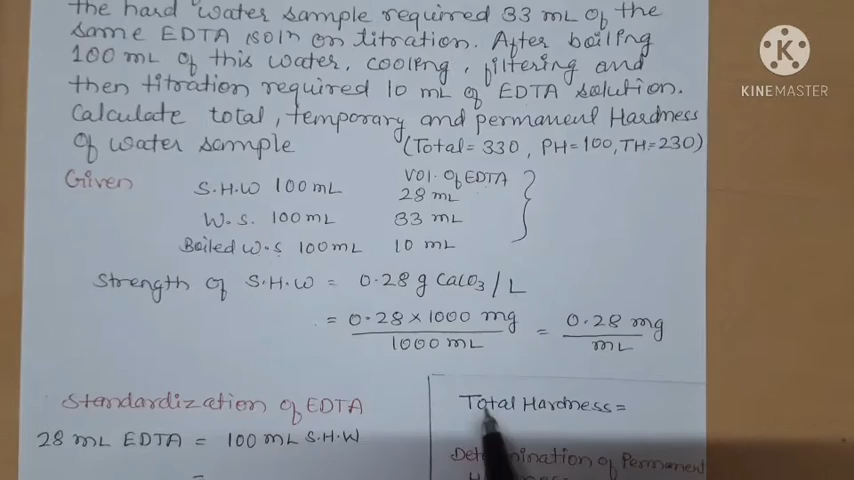 the hard water sample required 33 mL of the
same EDTA soln on titration. After boiling
100 mL of this water, cooling, filtering and
then titration required 10 mL of EDTA solution.
Calculate total, temporary and permanent Hardness
of water sample (Total = 330, PH=100, TH=230)
Given
S.H.W 100 mL Vol. of EDTA 28 mL
W.S. 100 mL 33 mL
Boiled W.S 100 mL 10 mL
Strength of S.H.W = 0.28 g CaCO3 / L
= 0.28 × 1000 mg / 1000 mL = 0.28 mg / mL
Standardization of EDTA
28 mL EDTA = 100 mL S.H.W
=
Total Hardness =
Determination of Permanent
K
KINEMASTER